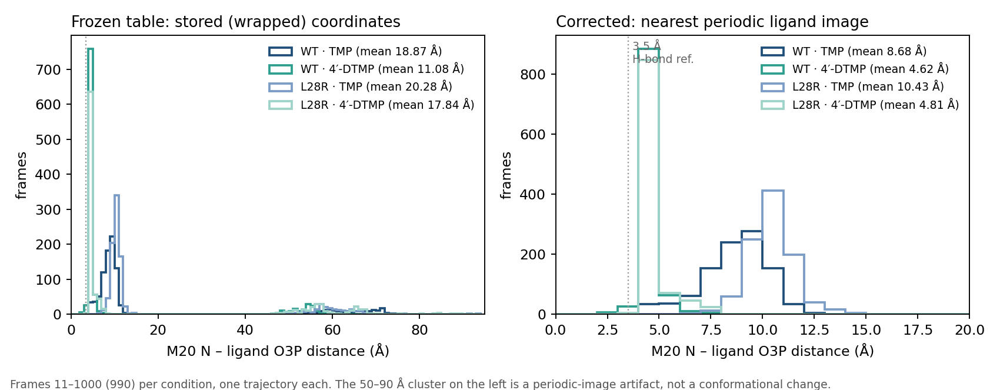 Frozen table: stored (wrapped) coordinates
WT · TMP (mean 18.87 Å)
WT · 4′-DTMP (mean 11.08 Å)
L28R · TMP (mean 20.28 Å)
L28R · 4′-DTMP (mean 17.84 Å)
frames
700
600
500
400
300
200
100
0
0 20 40 60 80
M20 N – ligand O3P distance (Å)
Corrected: nearest periodic ligand image
3.5 Å
H-bond ref.
WT · TMP (mean 8.68 Å)
WT · 4′-DTMP (mean 4.62 Å)
L28R · TMP (mean 10.43 Å)
L28R · 4′-DTMP (mean 4.81 Å)
frames
800
600
400
200
0
0.0 2.5 5.0 7.5 10.0 12.5 15.0 17.5 20.0
M20 N – ligand O3P distance (Å)
Frames 11–1000 (990) per condition, one trajectory each. The 50–90 Å cluster on the left is a periodic-image artifact, not a conformational change.